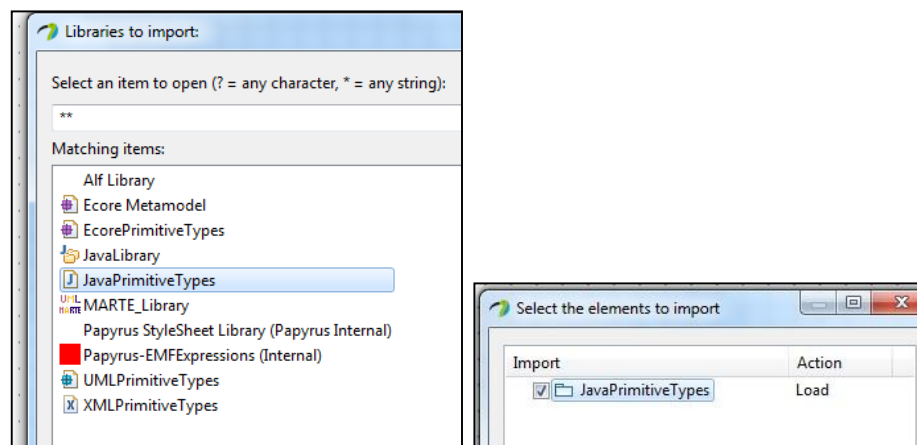 Libraries to import:
Select an item to open (? = any character, * = any string):
**
Matching items:
Alf Library
Ecore Metamodel
EcorePrimitiveTypes
JavaLibrary
JavaPrimitiveTypes
UML MARTE MARTE_Library
Papyrus StyleSheet Library (Papyrus Internal)
Papyrus-EMFExpressions (Internal)
UMLPrimitiveTypes
XMLPrimitiveTypes
Select the elements to import
Import Action
JavaPrimitiveTypes Load